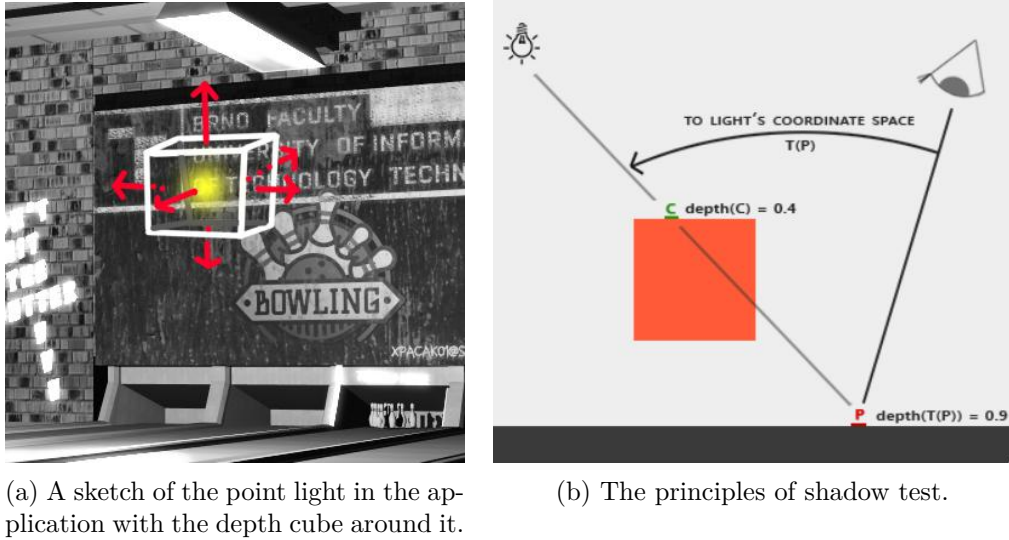 BRNO FACULTY
UNIVERSITY OF INFORM
OF TECHNOLOGY TECHN
BOWLING
XPACAK01@S
TO LIGHT'S COORDINATE SPACE
T(P)
C depth(C) = 0.4
P depth(T(P)) = 0.9
(a) A sketch of the point light in the ap-
plication with the depth cube around it.
(b) The principles of shadow test.